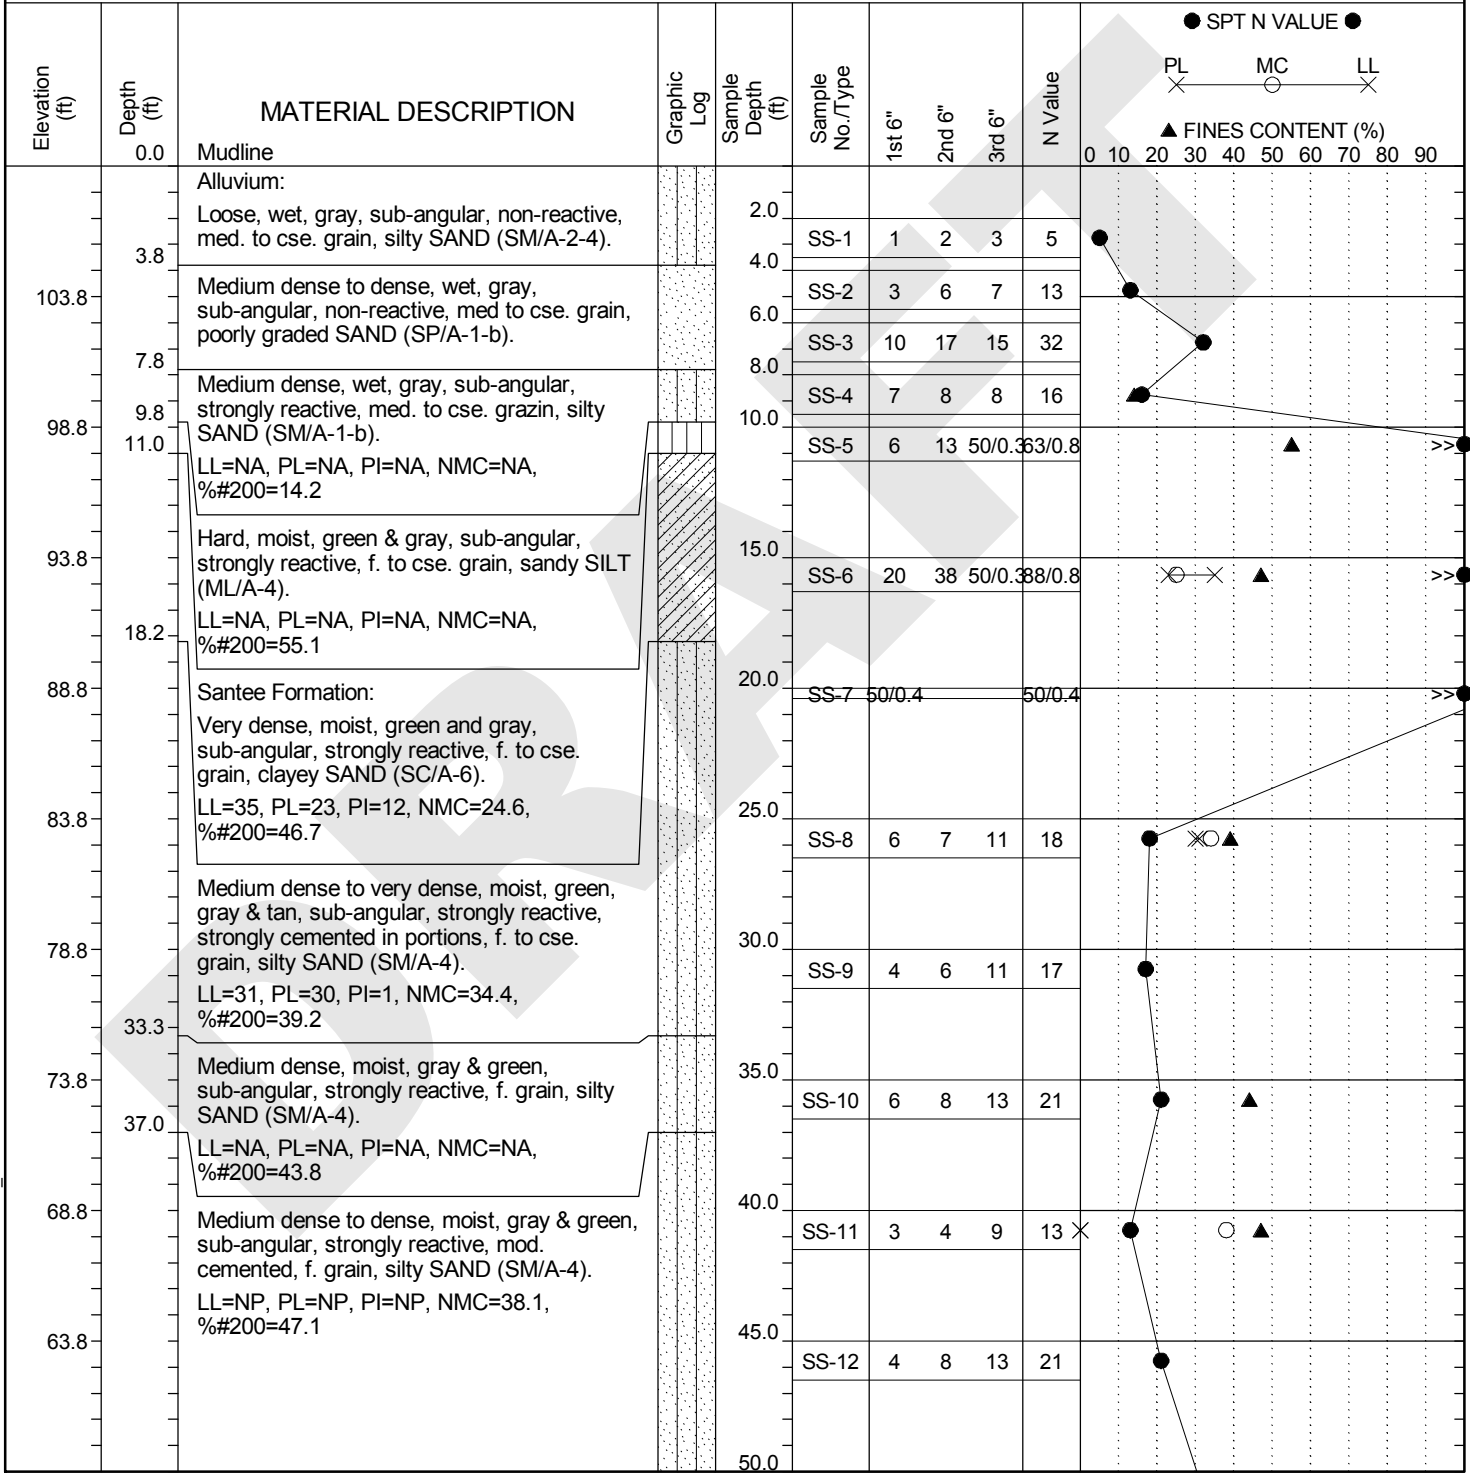 ● SPT N VALUE ●
PL MC LL
▲ FINES CONTENT (%)
0 10 20 30 40 50 60 70 80 90
Elevation (ft)
Depth (ft)
MATERIAL DESCRIPTION
Graphic Log
Sample Depth (ft)
Sample No./Type
1st 6"
2nd 6"
3rd 6"
N Value
0.0 Mudline
Alluvium:
Loose, wet, gray, sub-angular, non-reactive,
med. to cse. grain, silty SAND (SM/A-2-4).
3.8
Medium dense to dense, wet, gray,
sub-angular, non-reactive, med to cse. grain,
poorly graded SAND (SP/A-1-b).
7.8
Medium dense, wet, gray, sub-angular,
strongly reactive, med. to cse. grazin, silty
SAND (SM/A-1-b).
LL=NA, PL=NA, PI=NA, NMC=NA,
%#200=14.2
9.8
11.0
Hard, moist, green & gray, sub-angular,
strongly reactive, f. to cse. grain, sandy SILT
(ML/A-4).
LL=NA, PL=NA, PI=NA, NMC=NA,
%#200=55.1
18.2
Santee Formation:
Very dense, moist, green and gray,
sub-angular, strongly reactive, f. to cse.
grain, clayey SAND (SC/A-6).
LL=35, PL=23, PI=12, NMC=24.6,
%#200=46.7
Medium dense to very dense, moist, green,
gray & tan, sub-angular, strongly reactive,
strongly cemented in portions, f. to cse.
grain, silty SAND (SM/A-4).
LL=31, PL=30, PI=1, NMC=34.4,
%#200=39.2
33.3
Medium dense, moist, gray & green,
sub-angular, strongly reactive, f. grain, silty
SAND (SM/A-4).
LL=NA, PL=NA, PI=NA, NMC=NA,
%#200=43.8
37.0
Medium dense to dense, moist, gray & green,
sub-angular, strongly reactive, mod.
cemented, f. grain, silty SAND (SM/A-4).
LL=NP, PL=NP, PI=NP, NMC=38.1,
%#200=47.1
103.8
98.8
93.8
88.8
83.8
78.8
73.8
68.8
63.8
2.0
SS-1 1 2 3 5
4.0
SS-2 3 6 7 13
6.0
SS-3 10 17 15 32
8.0
SS-4 7 8 8 16
10.0
SS-5 6 13 50/0.3 63/0.8 >>
15.0
SS-6 20 38 50/0.3 88/0.8 >>
20.0
SS-7 50/0.4 50/0.4 >>
25.0
SS-8 6 7 11 18
30.0
SS-9 4 6 11 17
35.0
SS-10 6 8 13 21
40.0
SS-11 3 4 9 13
45.0
SS-12 4 8 13 21
50.0
DRAFT